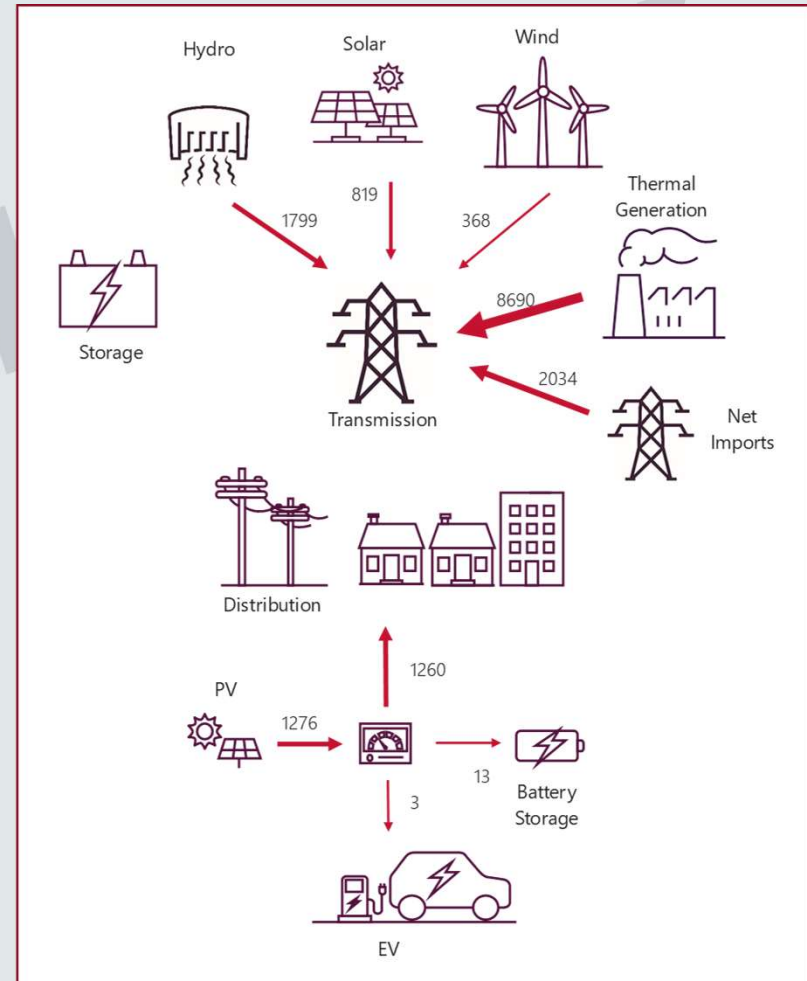 Hydro
Solar
Wind
1799
819
368
Thermal
Generation
8690
Storage
2034
Transmission
Net
Imports
Distribution
1260
PV
1276
13
Battery
Storage
3
EV